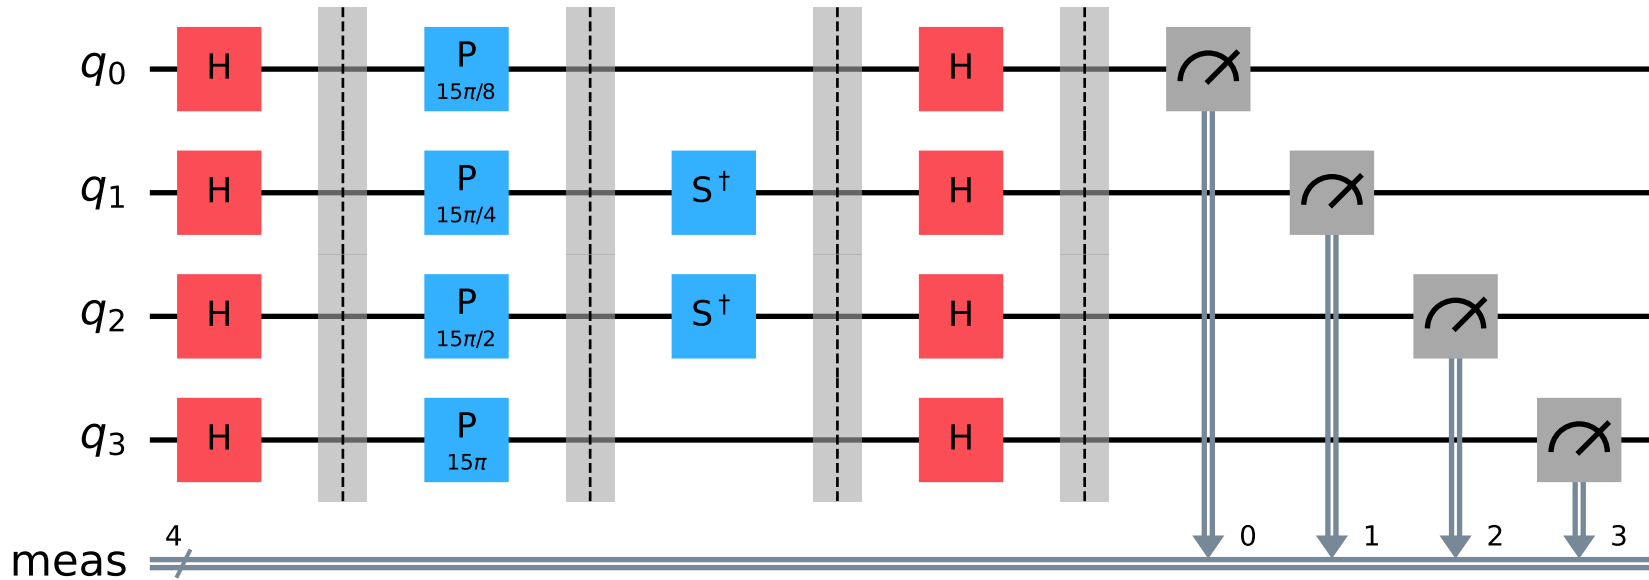 q0 H P 15π/8 H
q1 H P 15π/4 S† H
q2 H P 15π/2 S† H
q3 H P 15π H
4 0 1 2 3
meas